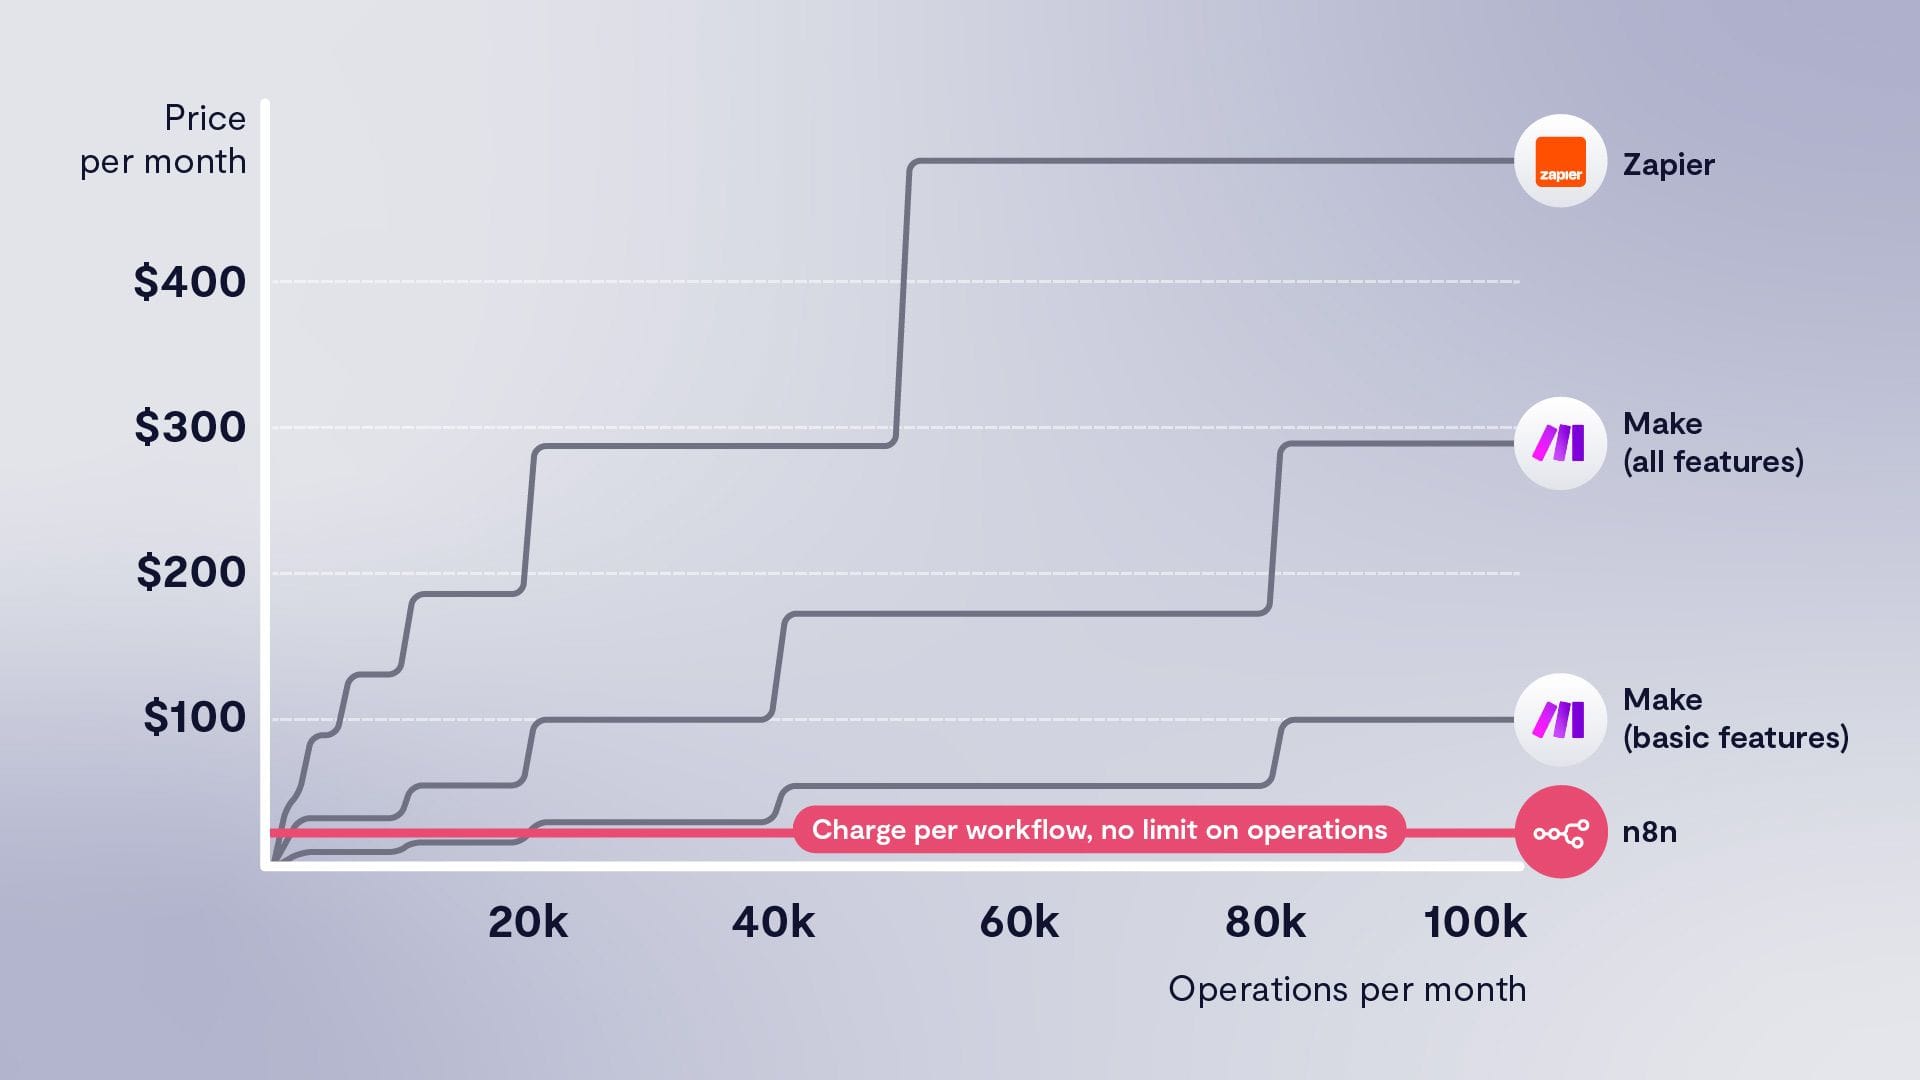 Price
per month
$400
$300
$200
$100
zapier
Zapier
Make
(all features)
Make
(basic features)
Charge per workflow, no limit on operations
n8n
20k
40k
60k
80k
100k
Operations per month